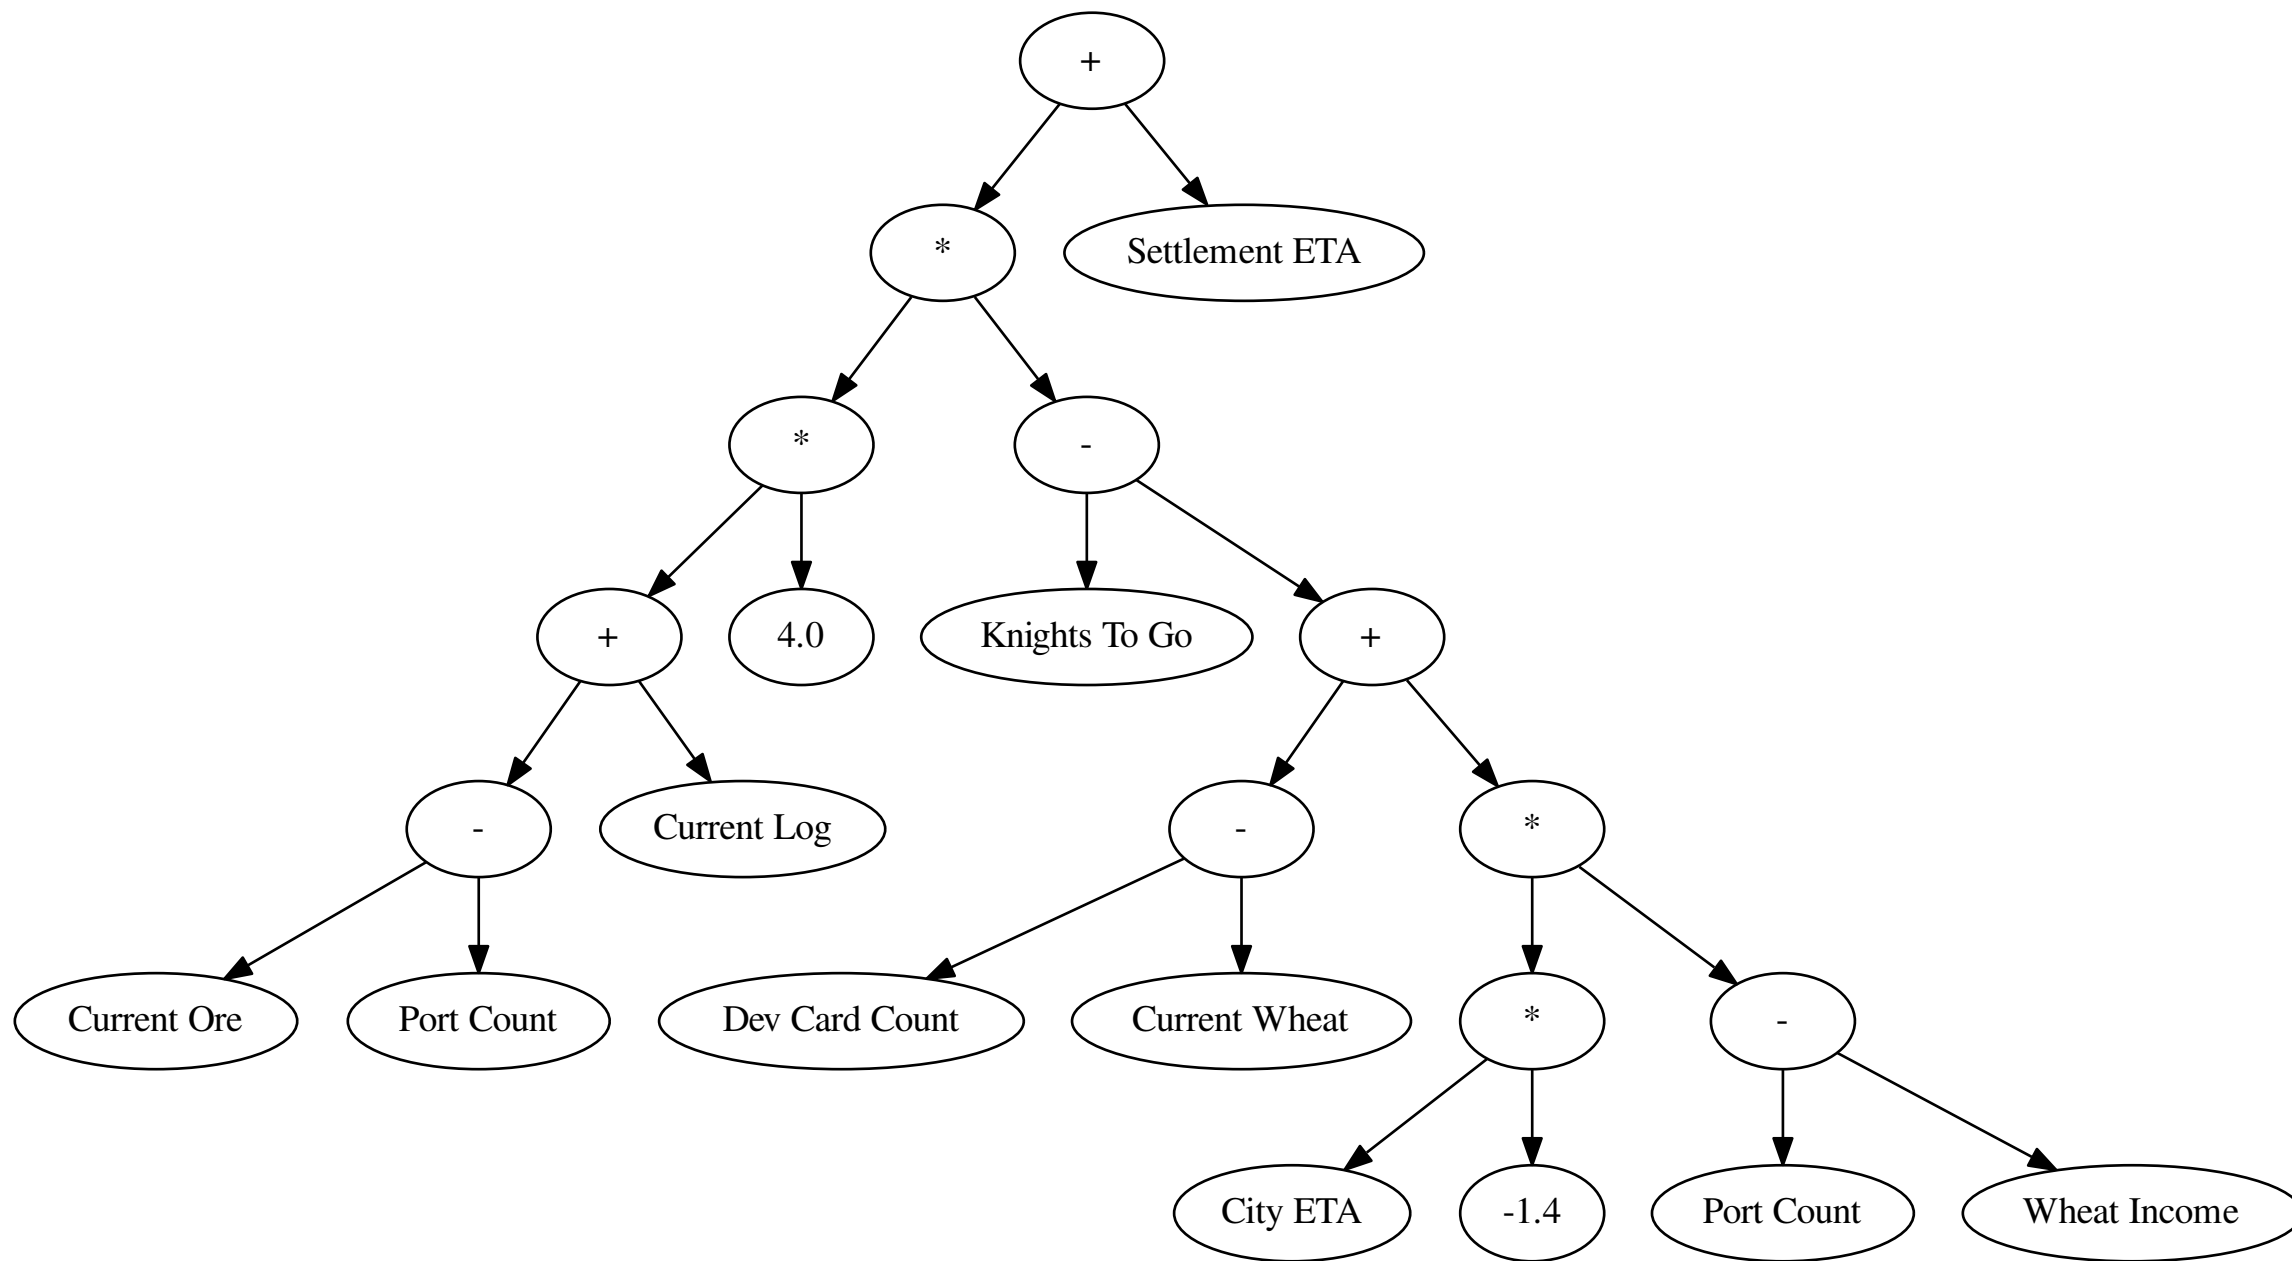 +
*
Settlement ETA
*
-
+
4.0
Knights To Go
+
-
Current Log
-
*
Current Ore
Port Count
Dev Card Count
Current Wheat
*
-
City ETA
-1.4
Port Count
Wheat Income